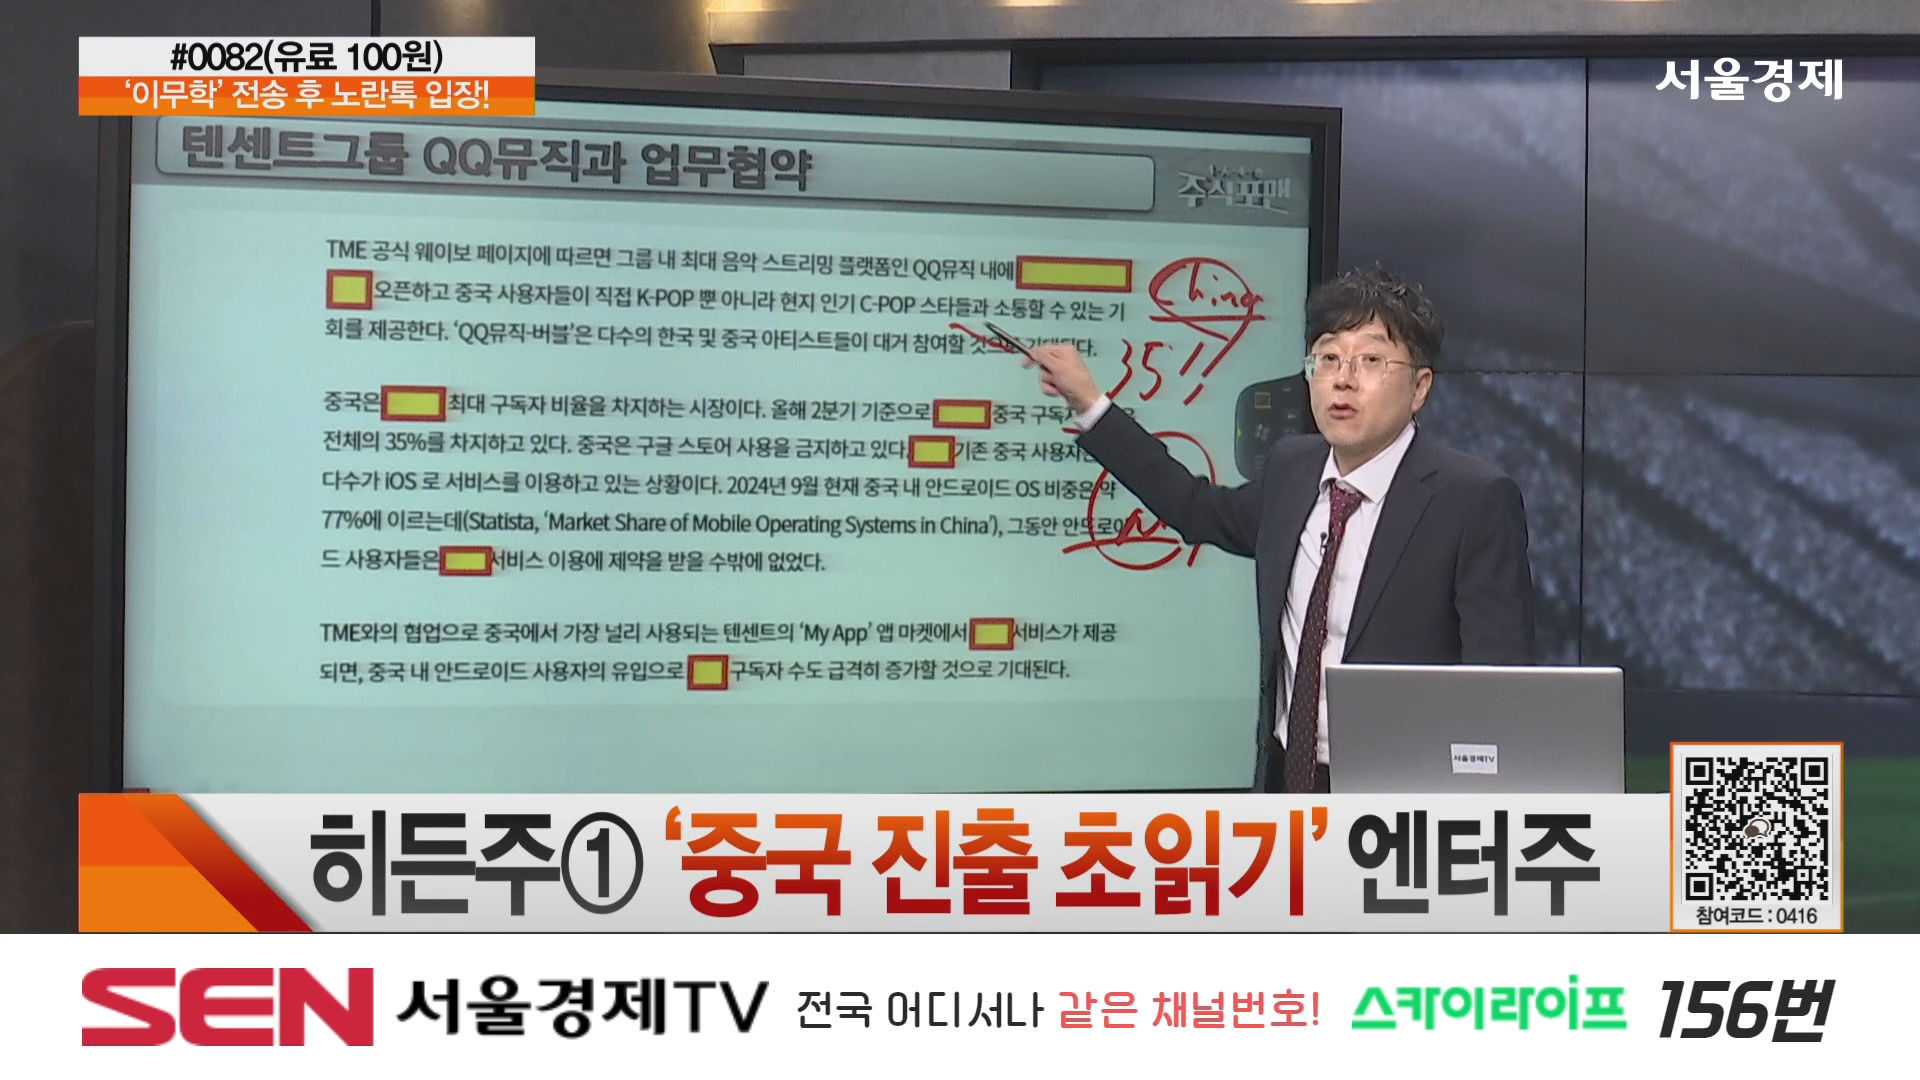 #0082(유료 100원)
‘이무학’ 전송 후 노란톡 입장!
서울경제
텐센트그룹 QQ뮤직과 업무협약
주식포맨
TME 공식 웨이보 페이지에 따르면 그룹 내 최대 음악 스트리밍 플랫폼인 QQ뮤직 내에
오픈하고 중국 사용자들이 직접 K-POP 뿐 아니라 현지 인기 C-POP 스타들과 소통할 수 있는 기
회를 제공한다. ‘QQ뮤직-버블’은 다수의 한국 및 중국 아티스트들이 대거 참여할 것으로 기대된다.
China
35!!
중국은 최대 구독자 비율을 차지하는 시장이다. 올해 2분기 기준으로 중국 구독자
전체의 35%를 차지하고 있다. 중국은 구글 스토어 사용을 금지하고 있다. 기존 중국 사용자는
다수가 iOS 로 서비스를 이용하고 있는 상황이다. 2024년 9월 현재 중국 내 안드로이드 OS 비중은 약
77%에 이르는데(Statista, ‘Market Share of Mobile Operating Systems in China’), 그동안 안드로이
드 사용자들은 서비스 이용에 제약을 받을 수밖에 없었다.
TME와의 협업으로 중국에서 가장 널리 사용되는 텐센트의 ‘My App’ 앱 마켓에서 서비스가 제공
되면, 중국 내 안드로이드 사용자의 유입으로 구독자 수도 급격히 증가할 것으로 기대된다.
서울경제TV
히든주① ‘중국 진출 초읽기’ 엔터주
참여코드 : 0416
SEN 서울경제TV 전국 어디서나 같은 채널번호! 스카이라이프 156번